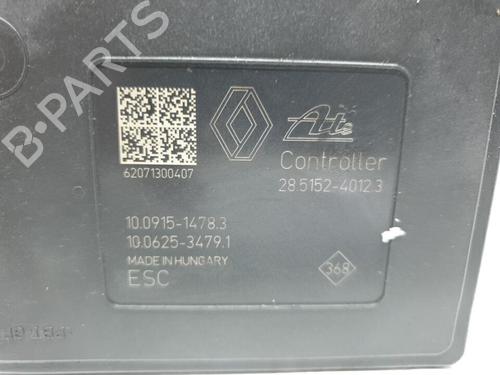 B-PARTS
Ate
Controller
62071300407
28.5152-4012.3
10.0915-1478.3
10.0625-3479.1
MADE IN HUNGARY
ESC
368